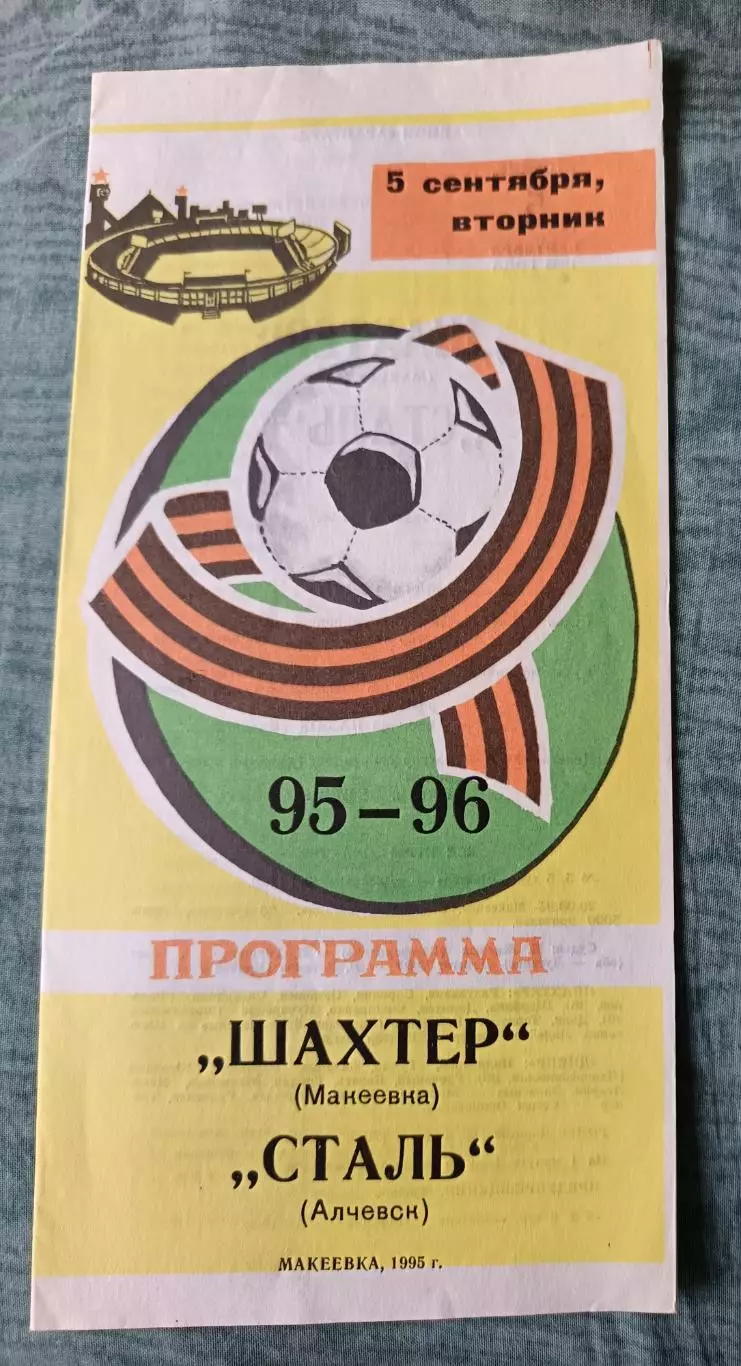 5 сентября,
вторник
95-96
ПРОГРАММА
„ШАХТЕР“
(Макеевка)
„СТАЛЬ“
(Алчевск)
МАКЕЕВКА, 1995 г.